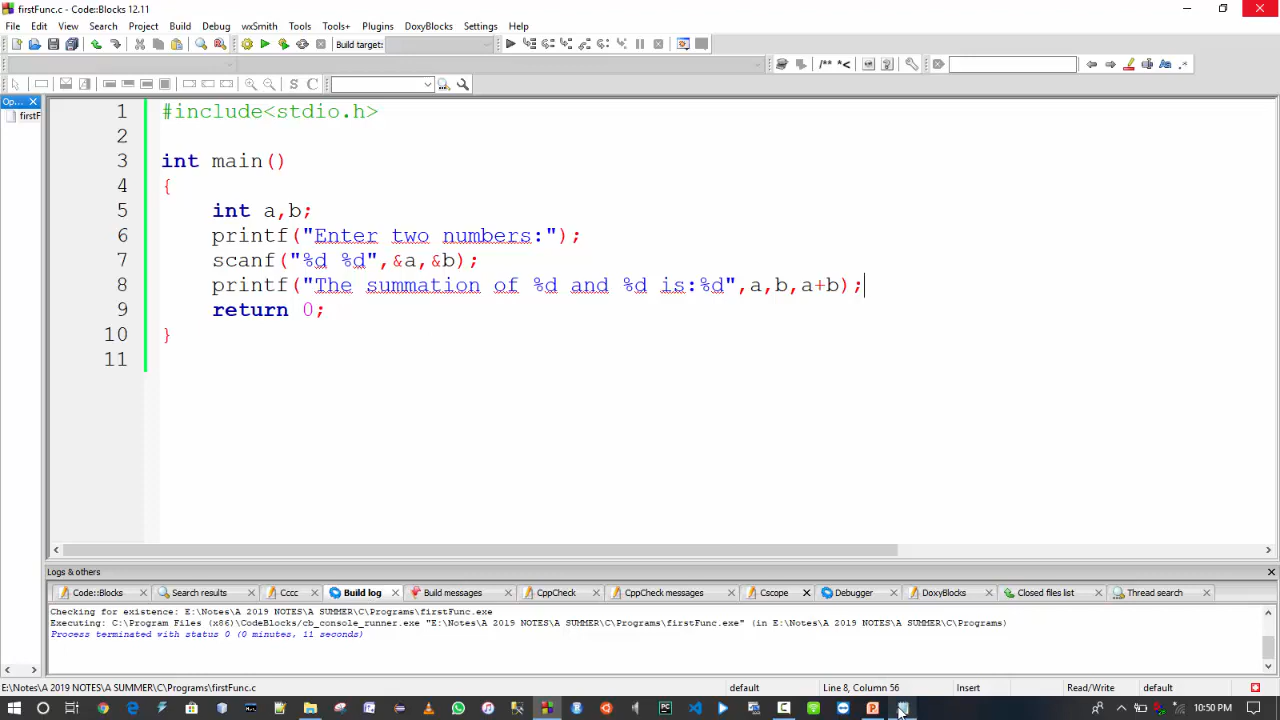 firstFunc.c - Code::Blocks 12.11
File Edit View Search Project Build Debug wxSmith Tools Tools+ Plugins DoxyBlocks Settings Help
Build target:
/** *<
Aa .*
S C
Op...
firstF
1 #include<stdio.h>
2
3 int main()
4 {
5 int a,b;
6 printf("Enter two numbers:");
7 scanf("%d %d",&a,&b);
8 printf("The summation of %d and %d is:%d",a,b,a+b);
9 return 0;
10 }
11
Logs & others
Code::Blocks Search results Cccc Build log Build messages CppCheck CppCheck messages Cscope Debugger DoxyBlocks Closed files list Thread search
Checking for existence: E:\Notes\A 2019 NOTES\A SUMMER\C\Programs\firstFunc.exe
Executing: C:\Program Files (x86)\CodeBlocks/cb_console_runner.exe "E:\Notes\A 2019 NOTES\A SUMMER\C\Programs\firstFunc.exe" (in E:\Notes\A 2019 NOTES\A SUMMER\C\Programs)
Process terminated with status 0 (0 minutes, 11 seconds)
E:\Notes\A 2019 NOTES\A SUMMER\C\Programs\firstFunc.c default Line 8, Column 56 Insert Read/Write default
10:50 PM